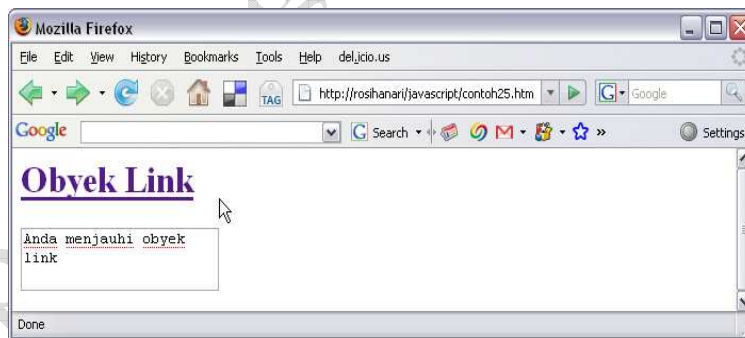 Mozilla Firefox
File Edit View History Bookmarks Tools Help del.icio.us
TAG http://rosihanari/javascript/contoh25.htm G Google
Google G Search Settings
Obyek Link
Anda menjauhi obyek
link
Done